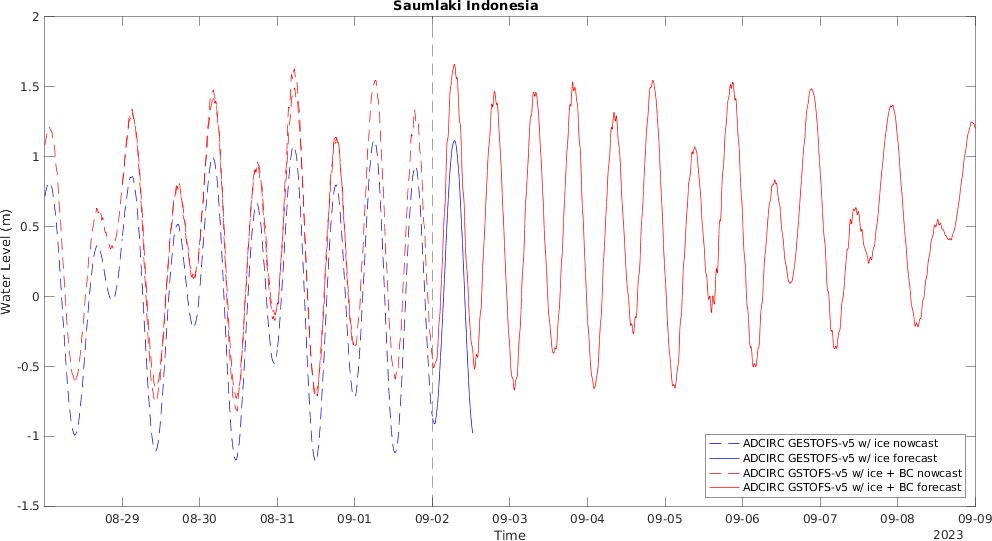 Saumlaki Indonesia
2
1.5
1
0.5
0
-0.5
-1
-1.5
Water Level (m)
ADCIRC GESTOFS-v5 w/ ice nowcast
ADCIRC GESTOFS-v5 w/ ice forecast
ADCIRC GSTOFS-v5 w/ ice + BC nowcast
ADCIRC GSTOFS-v5 w/ ice + BC forecast
08-29 08-30 08-31 09-01 09-02 09-03 09-04 09-05 09-06 09-07 09-08 09-09
Time
2023